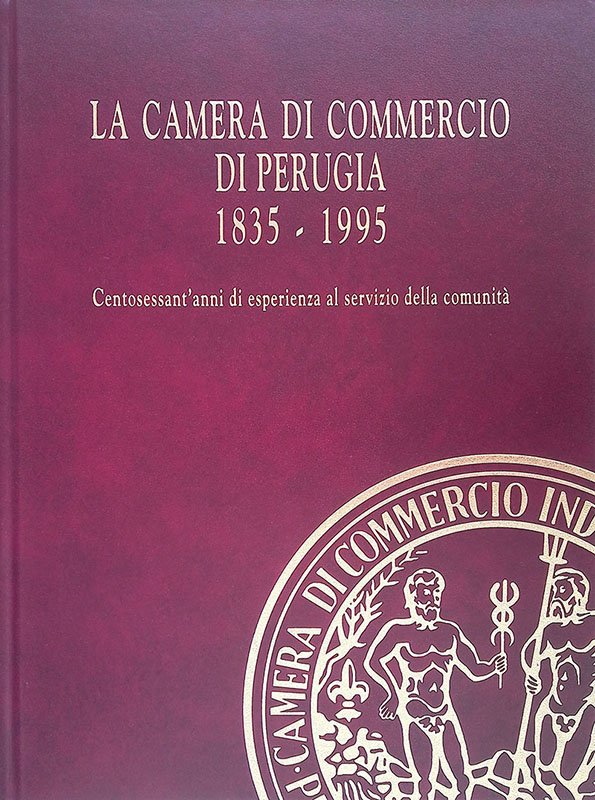 LA CAMERA DI COMMERCIO
DI PERUGIA
1835 - 1995
Centosessant'anni di esperienza al servizio della comunità
CAMERA DI COMMERCIO IND